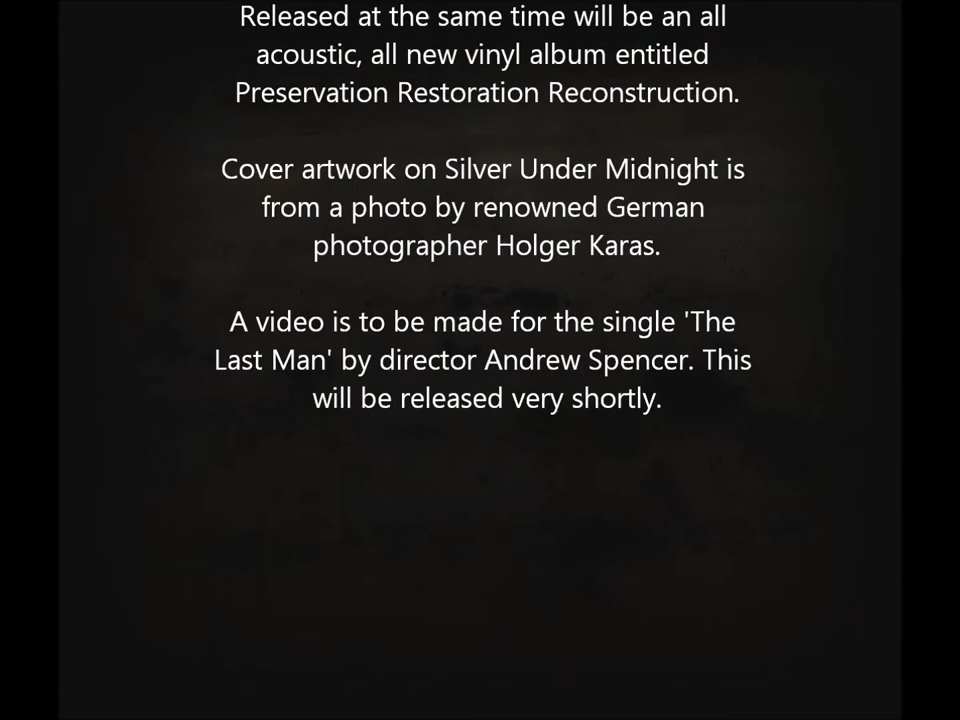 Released at the same time will be an all
acoustic, all new vinyl album entitled
Preservation Restoration Reconstruction.
Cover artwork on Silver Under Midnight is
from a photo by renowned German
photographer Holger Karas.
A video is to be made for the single 'The
Last Man' by director Andrew Spencer. This
will be released very shortly.